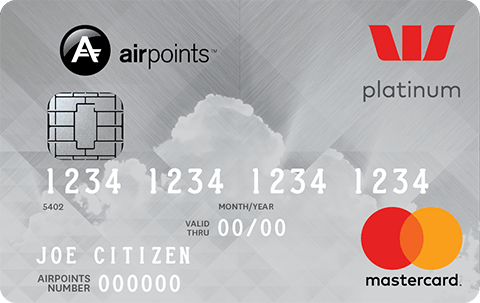 airpoints™
platinum
1234 1234 1234 1234
5402
MONTH/YEAR
VALID THRU 00/00
JOE CITIZEN
AIRPOINTS NUMBER 000000
mastercard.